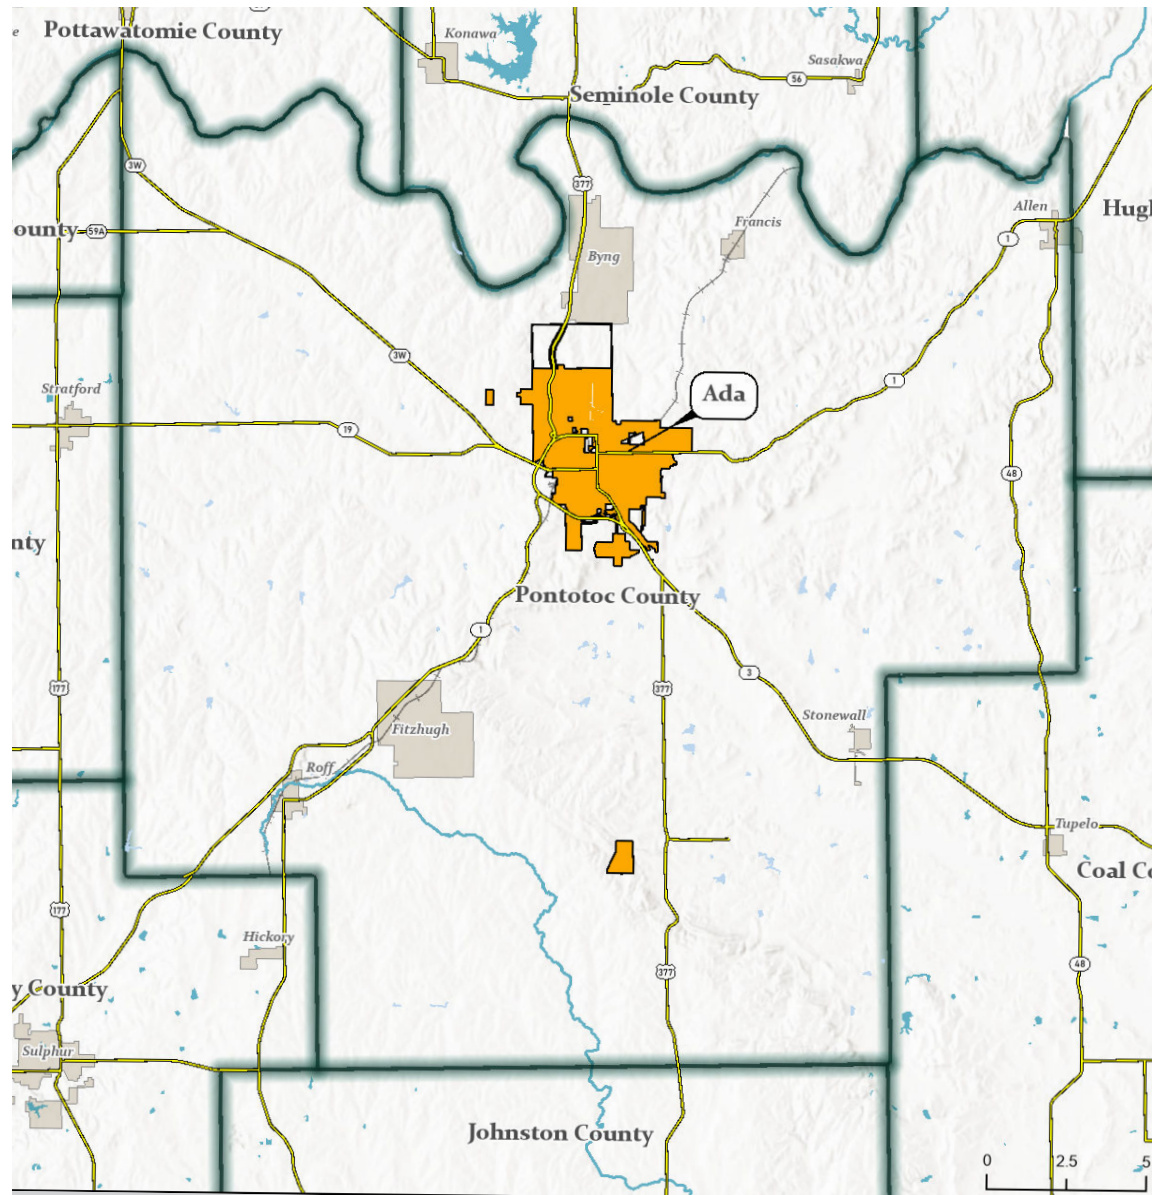 Pottawatomie County
Konawa
Sasakwa
56
Seminole County
3W
377
Allen
Hugh
Francis
1
ounty
59A
Byng
3W
1
Stratford
Ada
19
48
nty
Pontotoc County
1
177
377
3
Stonewall
Fitzhugh
Roff
Tupelo
Coal Co
177
Hickory
48
377
y County
Sulphur
Johnston County
0 2.5 5